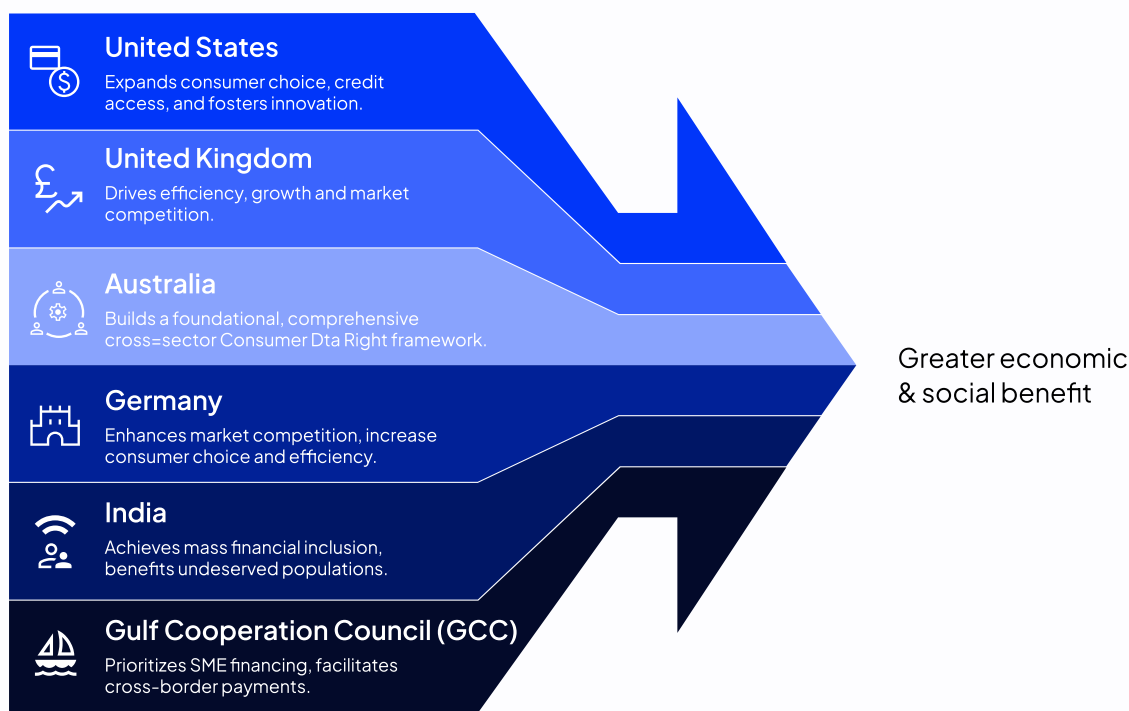 United States
Expands consumer choice, credit
access, and fosters innovation.
United Kingdom
Drives efficiency, growth and market
competition.
Australia
Builds a foundational, comprehensive
cross=sector Consumer Dta Right framework.
Germany
Enhances market competition, increase
consumer choice and efficiency.
India
Achieves mass financial inclusion,
benefits undeserved populations.
Gulf Cooperation Council (GCC)
Prioritizes SME financing, facilitates
cross-border payments.
Greater economic
& social benefit